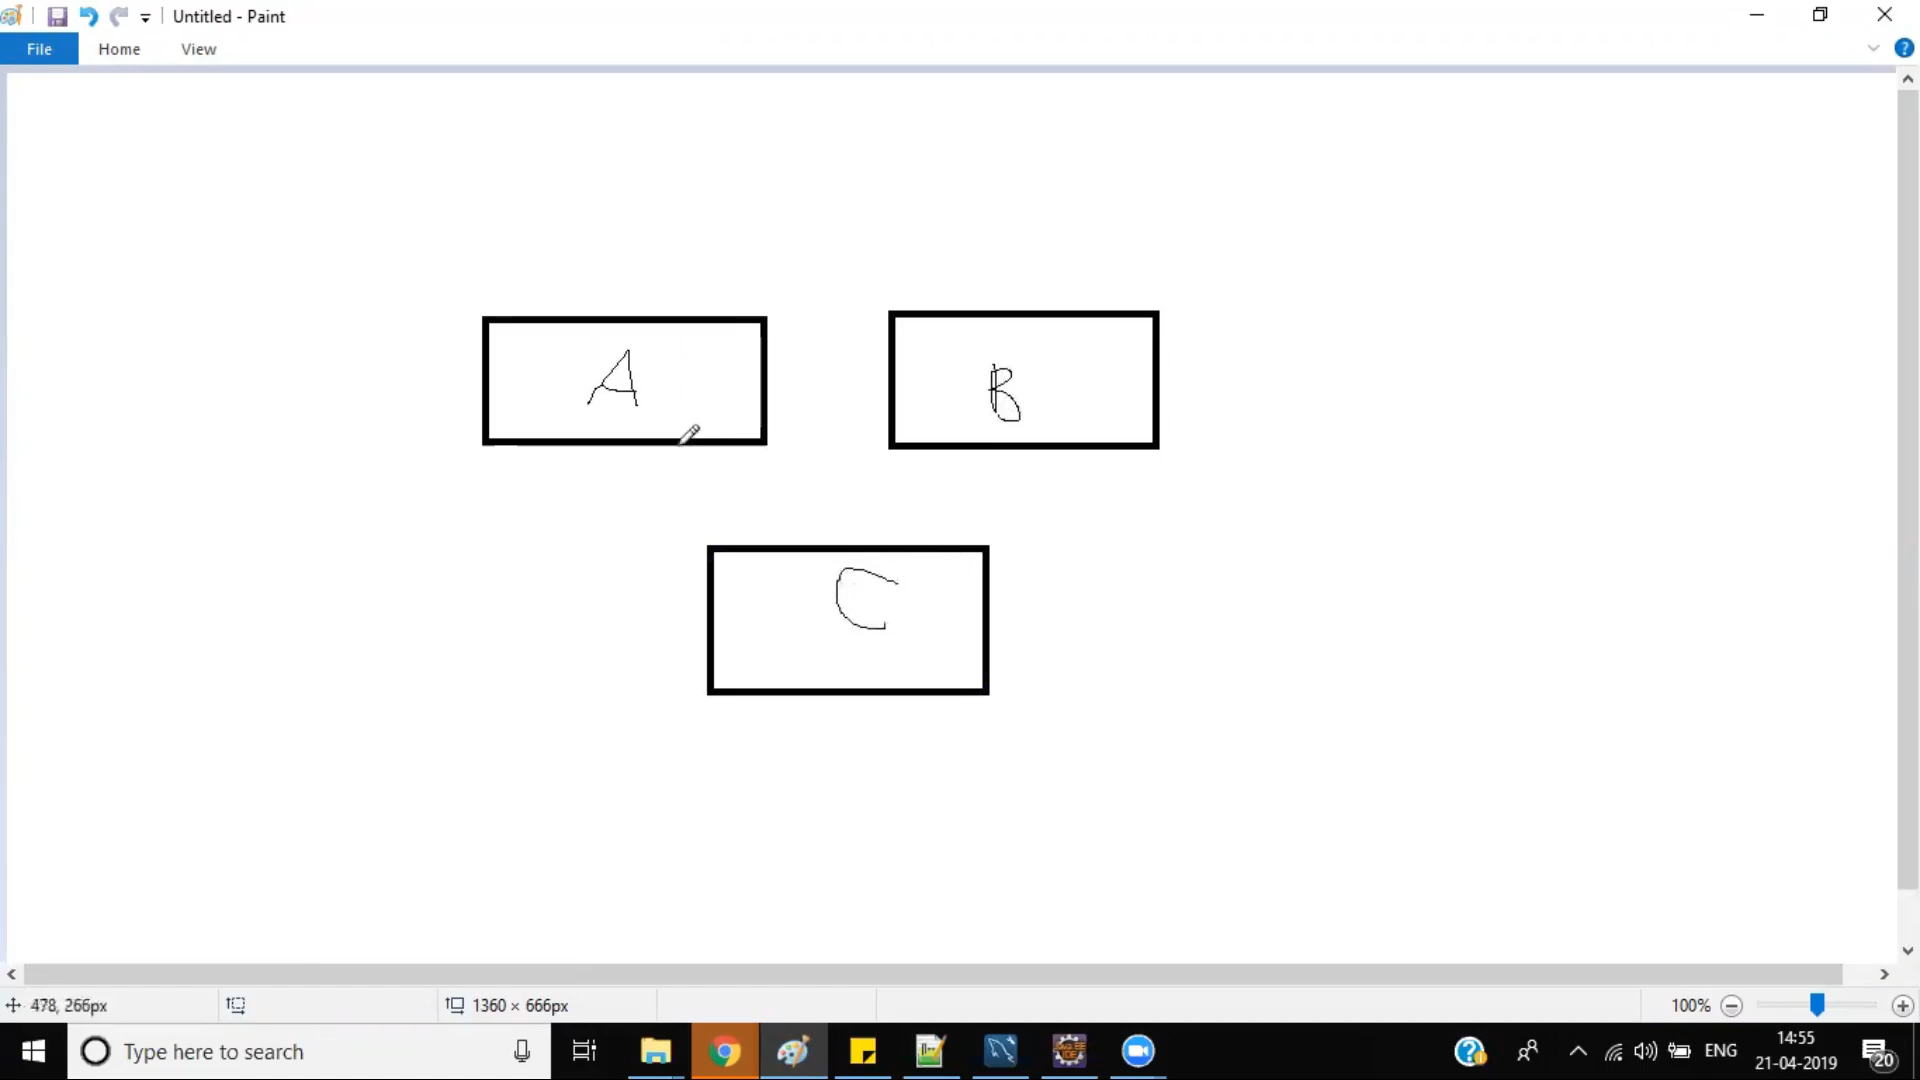 Untitled - Paint
File Home View
A
B
C
478, 266px
1360 × 666px
100%
Type here to search
ENG
14:55
21-04-2019
20